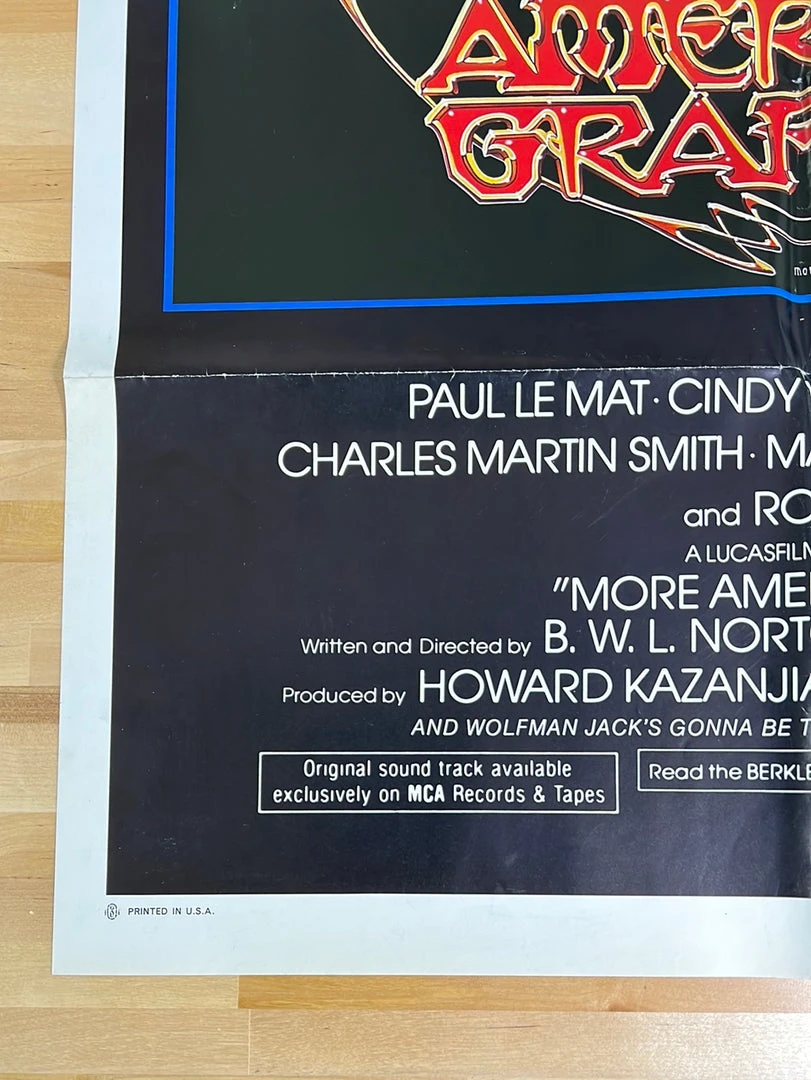 AMER
GRAP
PAUL LE MAT · CINDY
CHARLES MARTIN SMITH · MA
and RO
A LUCASFILM
"MORE AME
Written and Directed by B. W. L. NORT
Produced by HOWARD KAZANJIA
AND WOLFMAN JACK'S GONNA BE T
Original sound track available
exclusively on MCA Records & Tapes
Read the BERKLE
PRINTED IN U.S.A.